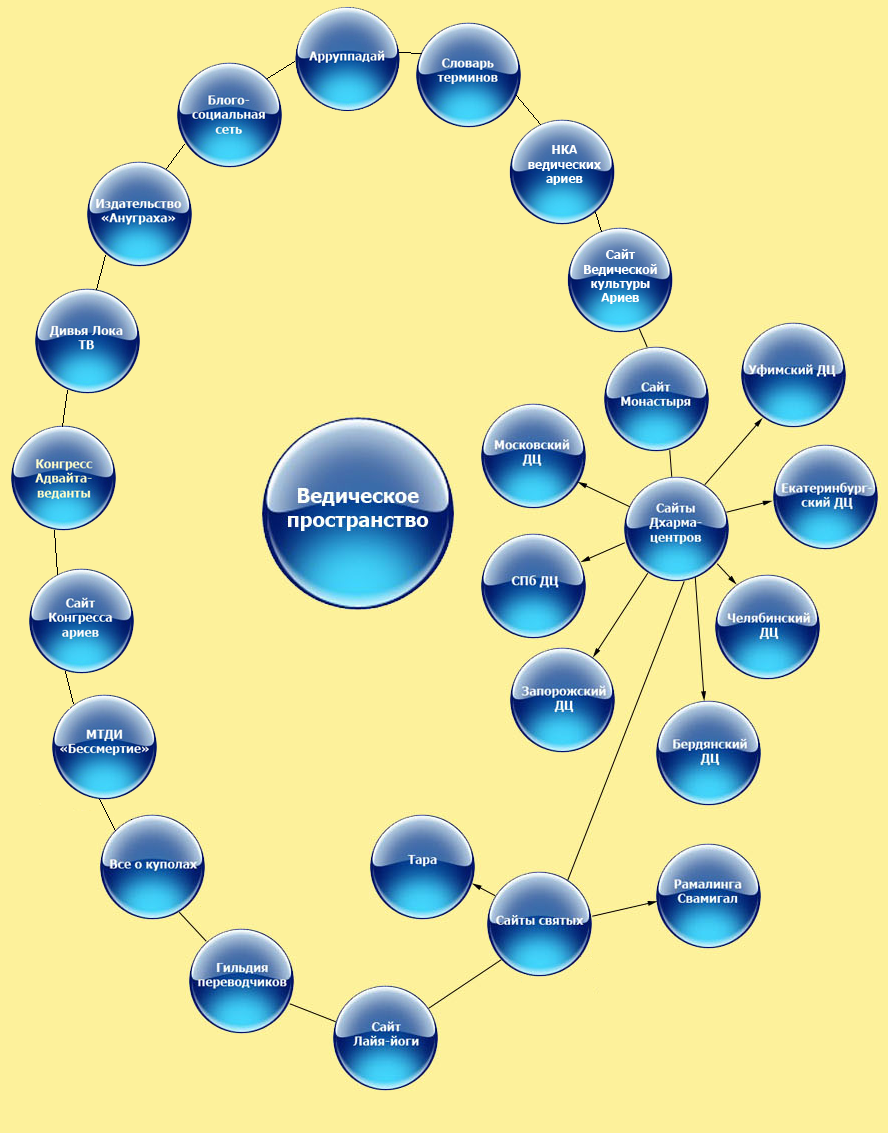 Арруппадай
Словарь
терминов
Блого-
социальная
сеть
НКА
ведических
ариев
Издательство
«Ануграха»
Сайт
Ведической
культуры
Ариев
Дивья Лока
ТВ
Сайт
Монастыря
Уфимский ДЦ
Московский
ДЦ
Конгресс
Адвайта-
веданты
Ведическое
пространство
Сайты
Дхарма-
центров
Екатеринбург-
ский ДЦ
СПб ДЦ
Сайт
Конгресса
ариев
Челябинский
ДЦ
Запорожский
ДЦ
МТДИ
«Бессмертие»
Бердянский
ДЦ
Все о куполах
Тара
Сайты святых
Рамалинга
Свамигал
Гильдия
переводчиков
Сайт
Лайя-йоги